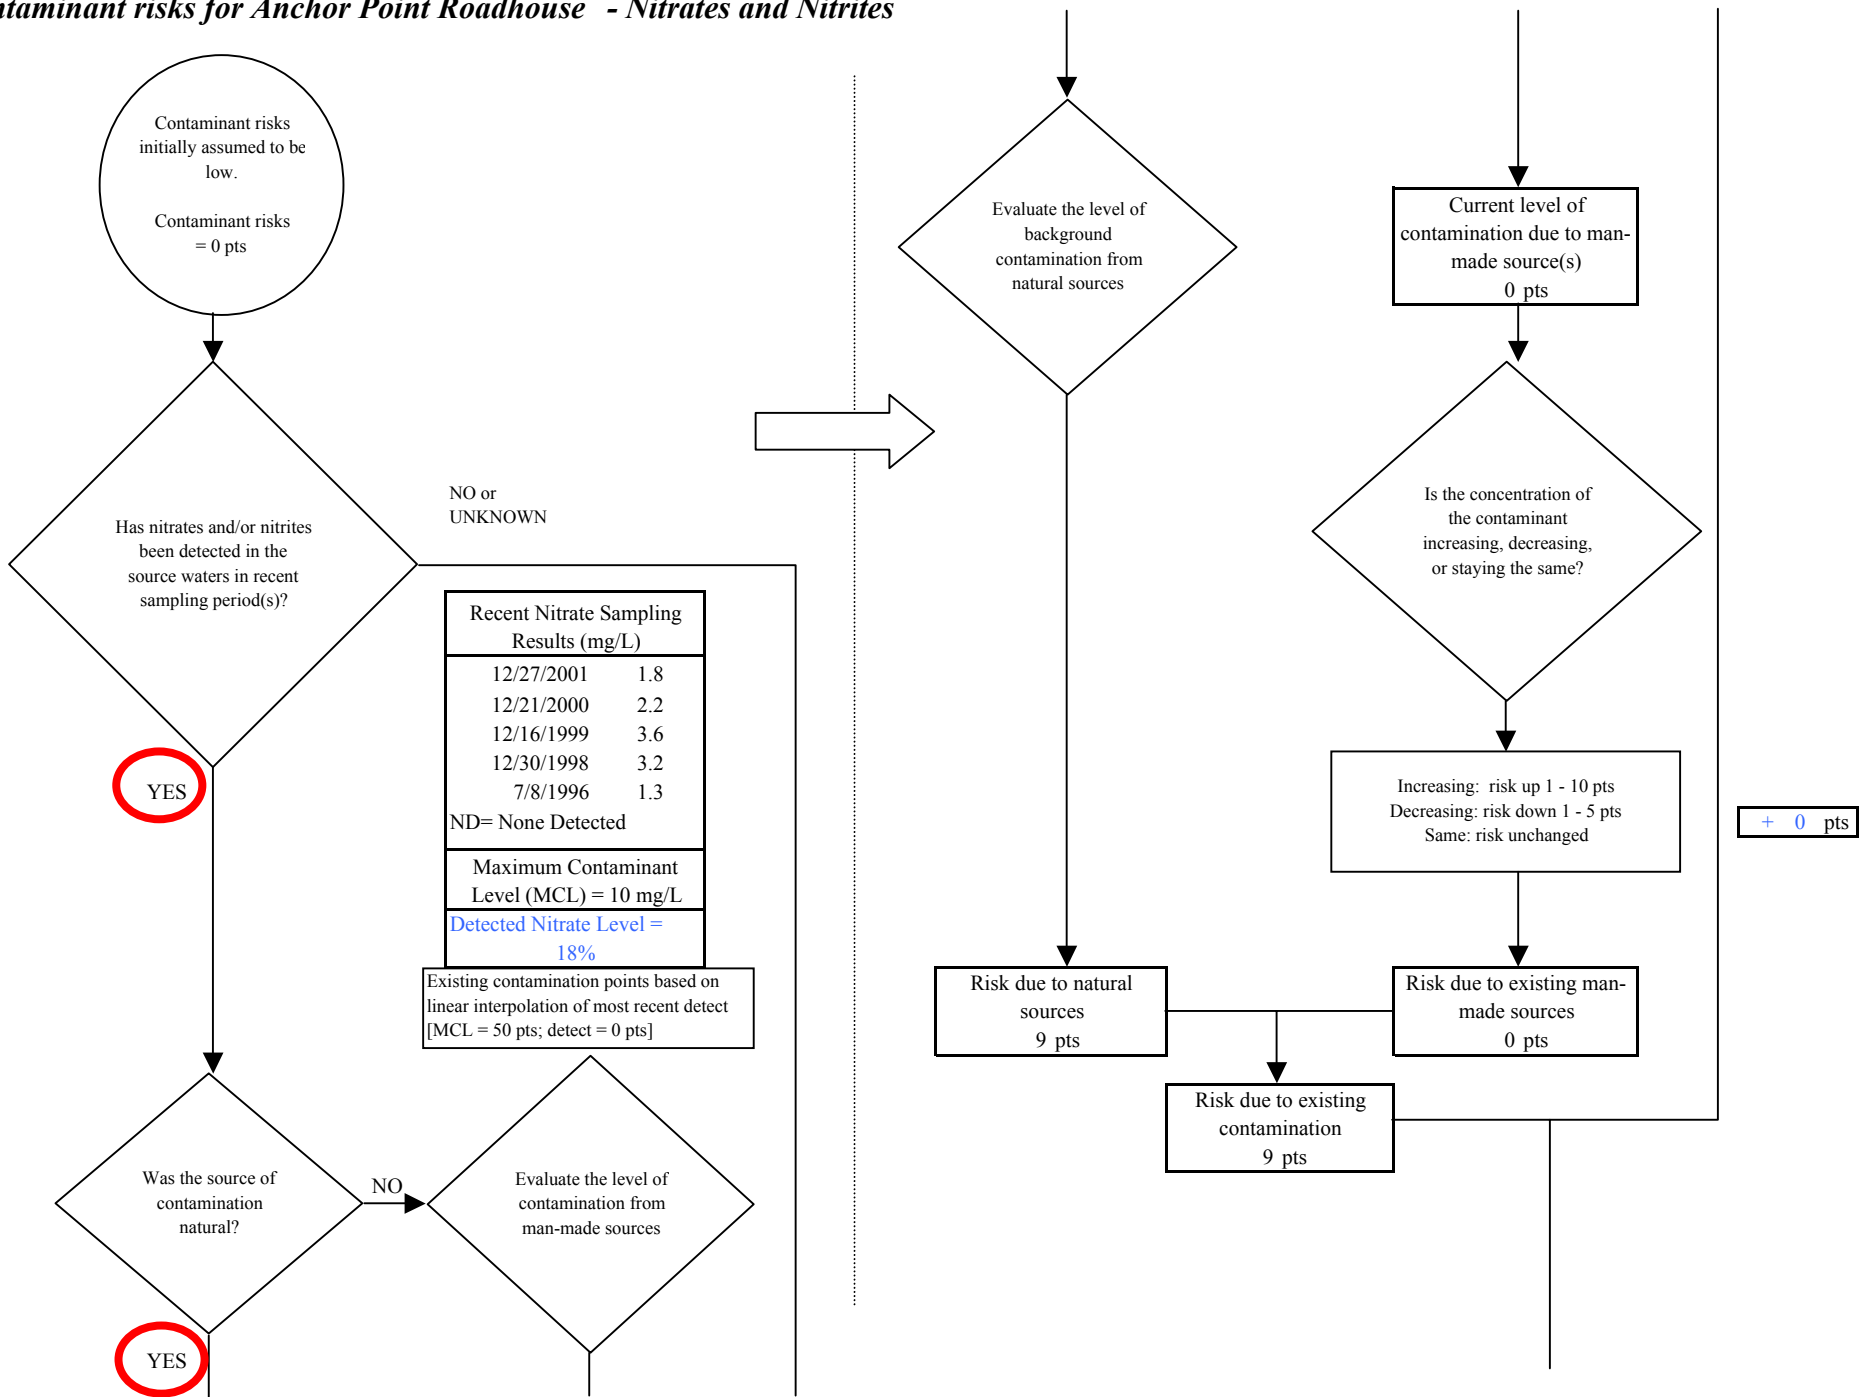 ntaminant risks for Anchor Point Roadhouse - Nitrates and Nitrites
Contaminant risks
initially assumed to be
low.
Contaminant risks
= 0 pts
Has nitrates and/or nitrites
been detected in the
source waters in recent
sampling period(s)?
NO or
UNKNOWN
YES
Recent Nitrate Sampling
Results (mg/L)
12/27/2001 1.8
12/21/2000 2.2
12/16/1999 3.6
12/30/1998 3.2
7/8/1996 1.3
ND= None Detected
Maximum Contaminant
Level (MCL) = 10 mg/L
Detected Nitrate Level =
18%
Existing contamination points based on
linear interpolation of most recent detect
[MCL = 50 pts; detect = 0 pts]
Was the source of
contamination
natural?
NO
Evaluate the level of
contamination from
man-made sources
YES
Evaluate the level of
background
contamination from
natural sources
Current level of
contamination due to man-
made source(s)
0 pts
Is the concentration of
the contaminant
increasing, decreasing,
or staying the same?
Increasing: risk up 1 - 10 pts
Decreasing: risk down 1 - 5 pts
Same: risk unchanged
+ 0 pts
Risk due to natural
sources
9 pts
Risk due to existing man-
made sources
0 pts
Risk due to existing
contamination
9 pts